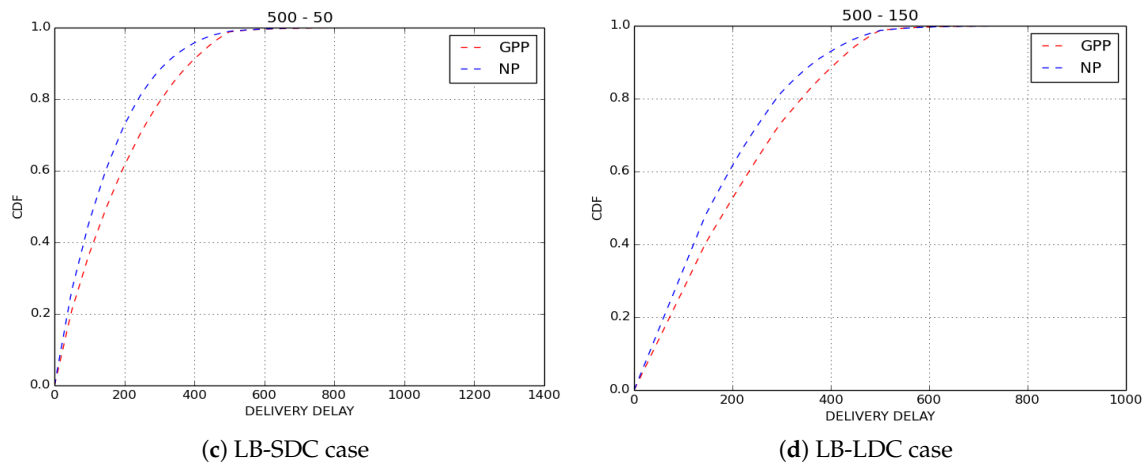 500 - 50
1.0
0.8
0.6
0.4
0.2
0.0
CDF
0 200 400 600 800 1000 1200 1400
DELIVERY DELAY
GPP
NP
(c) LB-SDC case
500 - 150
1.0
0.8
0.6
0.4
0.2
0.0
CDF
0 200 400 600 800 1000
DELIVERY DELAY
GPP
NP
(d) LB-LDC case